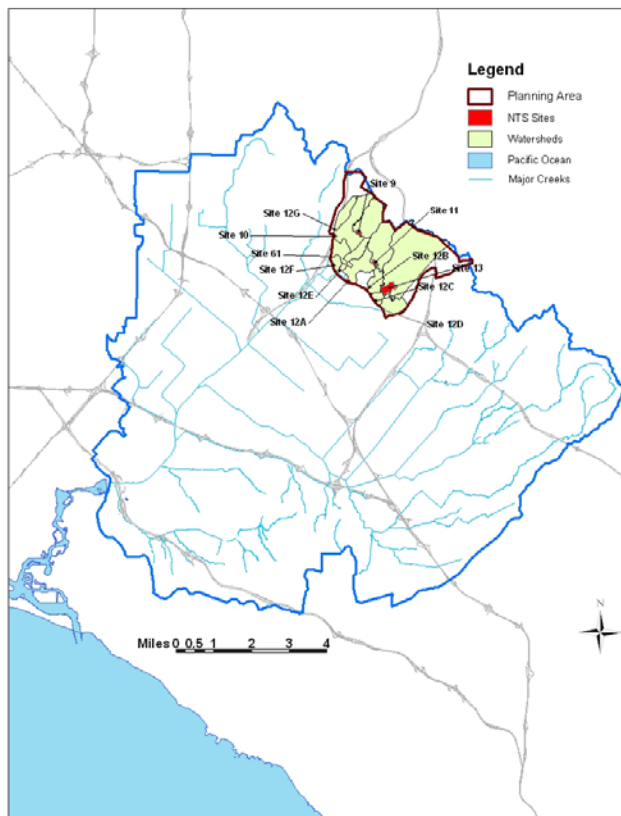 Legend
Planning Area
NTS Sites
Watersheds
Pacific Ocean
Major Creeks
Site 9
Site 12G
Site 11
Site 10
Site 61
Site 12B
Site 12F
Site 13
Site 12E
Site 12C
Site 12A
Site 12D
N
Miles 0 0.5 1 2 3 4